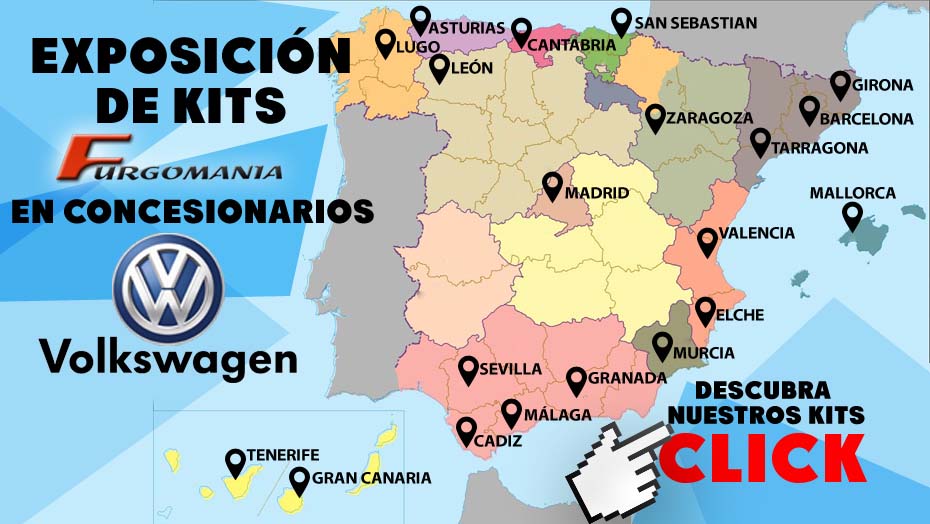 EXPOSICIÓN
DE KITS
FURGOMANIA
EN CONCESIONARIOS
VW
Volkswagen
ASTURIAS
LUGO
LEÓN
CANTABRIA
SAN SEBASTIAN
ZARAGOZA
GIRONA
BARCELONA
TARRAGONA
MADRID
MALLORCA
VALENCIA
ELCHE
MURCIA
SEVILLA
GRANADA
MÁLAGA
CADIZ
TENERIFE
GRAN CANARIA
DESCUBRA
NUESTROS KITS
CLICK